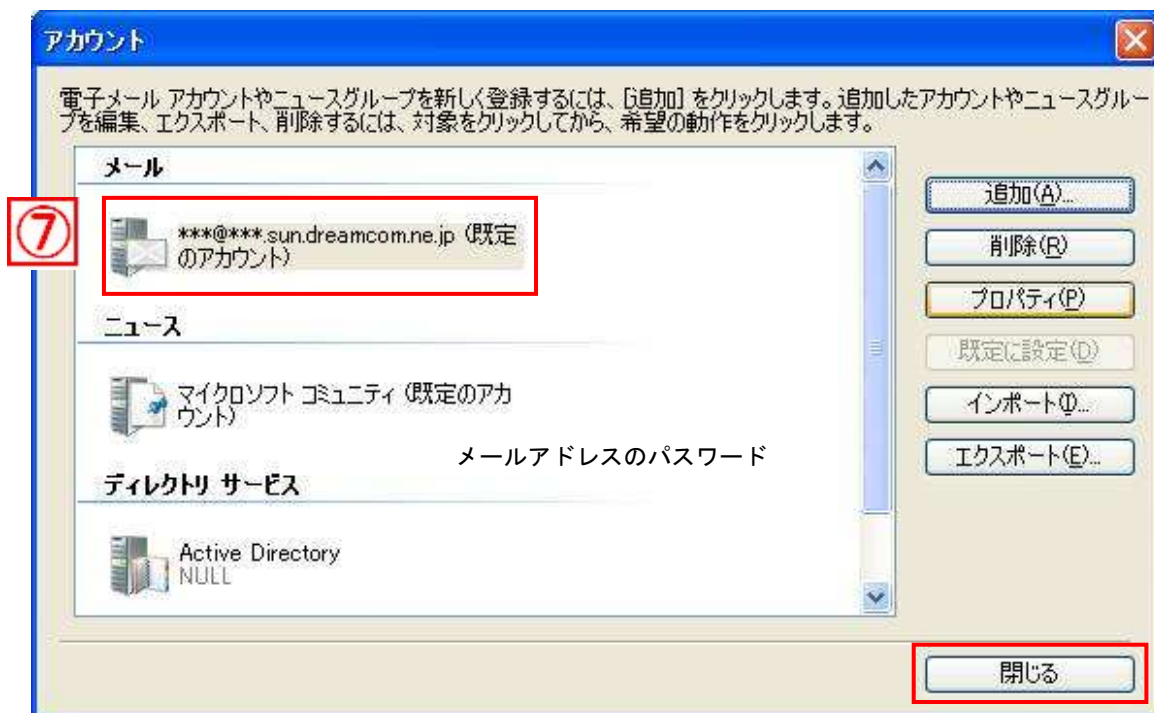 アカウント
電子メール アカウントやニュースグループを新しく登録するには、[追加] をクリックします。追加したアカウントやニュースグルー
プを編集、エクスポート、削除するには、対象をクリックしてから、希望の動作をクリックします。
メール
⑦
***@***.sun.dreamcom.ne.jp (既定
のアカウント)
ニュース
マイクロソフト コミュニティ (既定のアカ
ウント)
メールアドレスのパスワード
ディレクトリ サービス
Active Directory
NULL
追加(A)...
削除(R)
プロパティ(P)
既定に設定(D)
インポート(I)...
エクスポート(E)...
閉じる